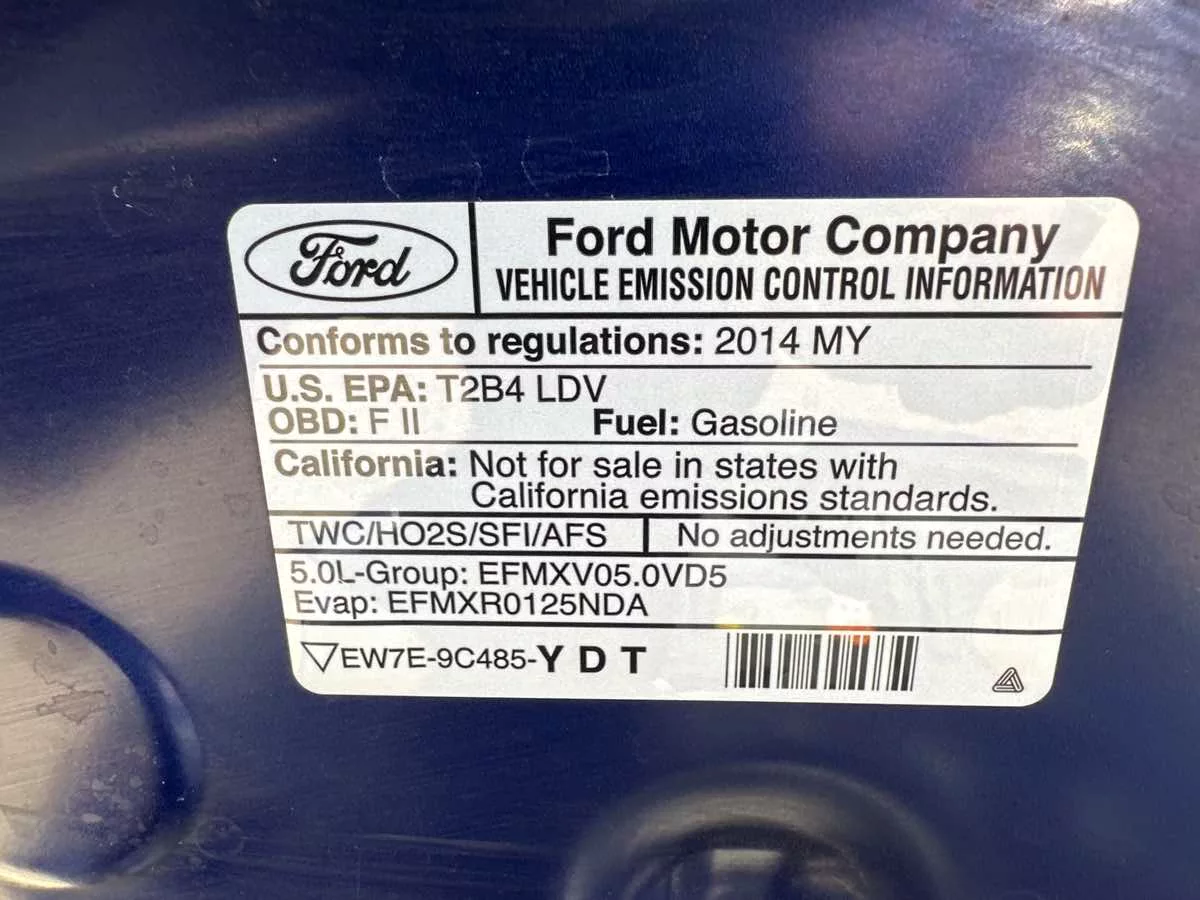 Ford
Ford Motor Company
VEHICLE EMISSION CONTROL INFORMATION
Conforms to regulations: 2014 MY
U.S. EPA: T2B4 LDV
OBD: F II Fuel: Gasoline
California: Not for sale in states with
California emissions standards.
TWC/HO2S/SFI/AFS No adjustments needed.
5.0L-Group: EFMXV05.0VD5
Evap: EFMXR0125NDA
EW7E-9C485-Y D T